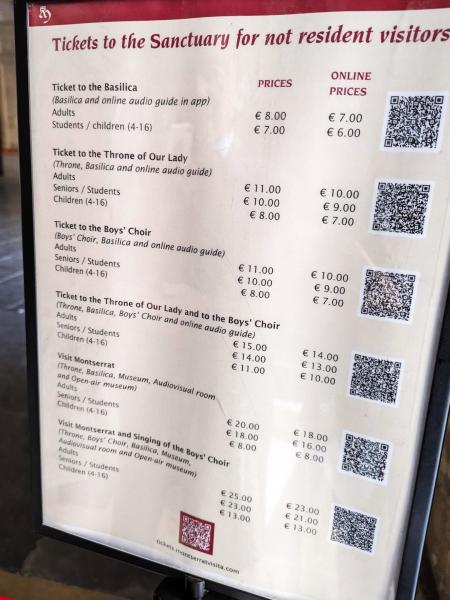 Tickets to the Sanctuary for not resident visitors
PRICES ONLINE PRICES
Ticket to the Basilica
(Basilica and online audio guide in app)
Adults € 8.00 € 7.00
Students / children (4-16) € 7.00 € 6.00
Ticket to the Throne of Our Lady
(Throne, Basilica and online audio guide)
Adults € 11.00 € 10.00
Seniors / Students € 10.00 € 9.00
Children (4-16) € 8.00 € 7.00
Ticket to the Boys' Choir
(Boys' Choir, Basilica and online audio guide)
Adults € 11.00 € 10.00
Seniors / Students € 10.00 € 9.00
Children (4-16) € 8.00 € 7.00
Ticket to the Throne of Our Lady and to the Boys' Choir
(Throne, Basilica, Boys' Choir and online audio guide)
Adults € 15.00 € 14.00
Seniors / Students € 14.00 € 13.00
Children (4-16) € 11.00 € 10.00
Visit Montserrat
(Throne, Basilica, Museum, Audiovisual room
and Open-air museum)
Adults € 20.00 € 18.00
Seniors / Students € 18.00 € 16.00
Children (4-16) € 8.00 € 8.00
Visit Montserrat and Singing of the Boys' Choir
(Throne, Boys' Choir, Basilica, Museum,
Audiovisual room and Open-air museum)
Adults € 25.00 € 23.00
Seniors / Students € 23.00 € 21.00
Children (4-16) € 13.00 € 13.00
tickets.montserratvisita.com